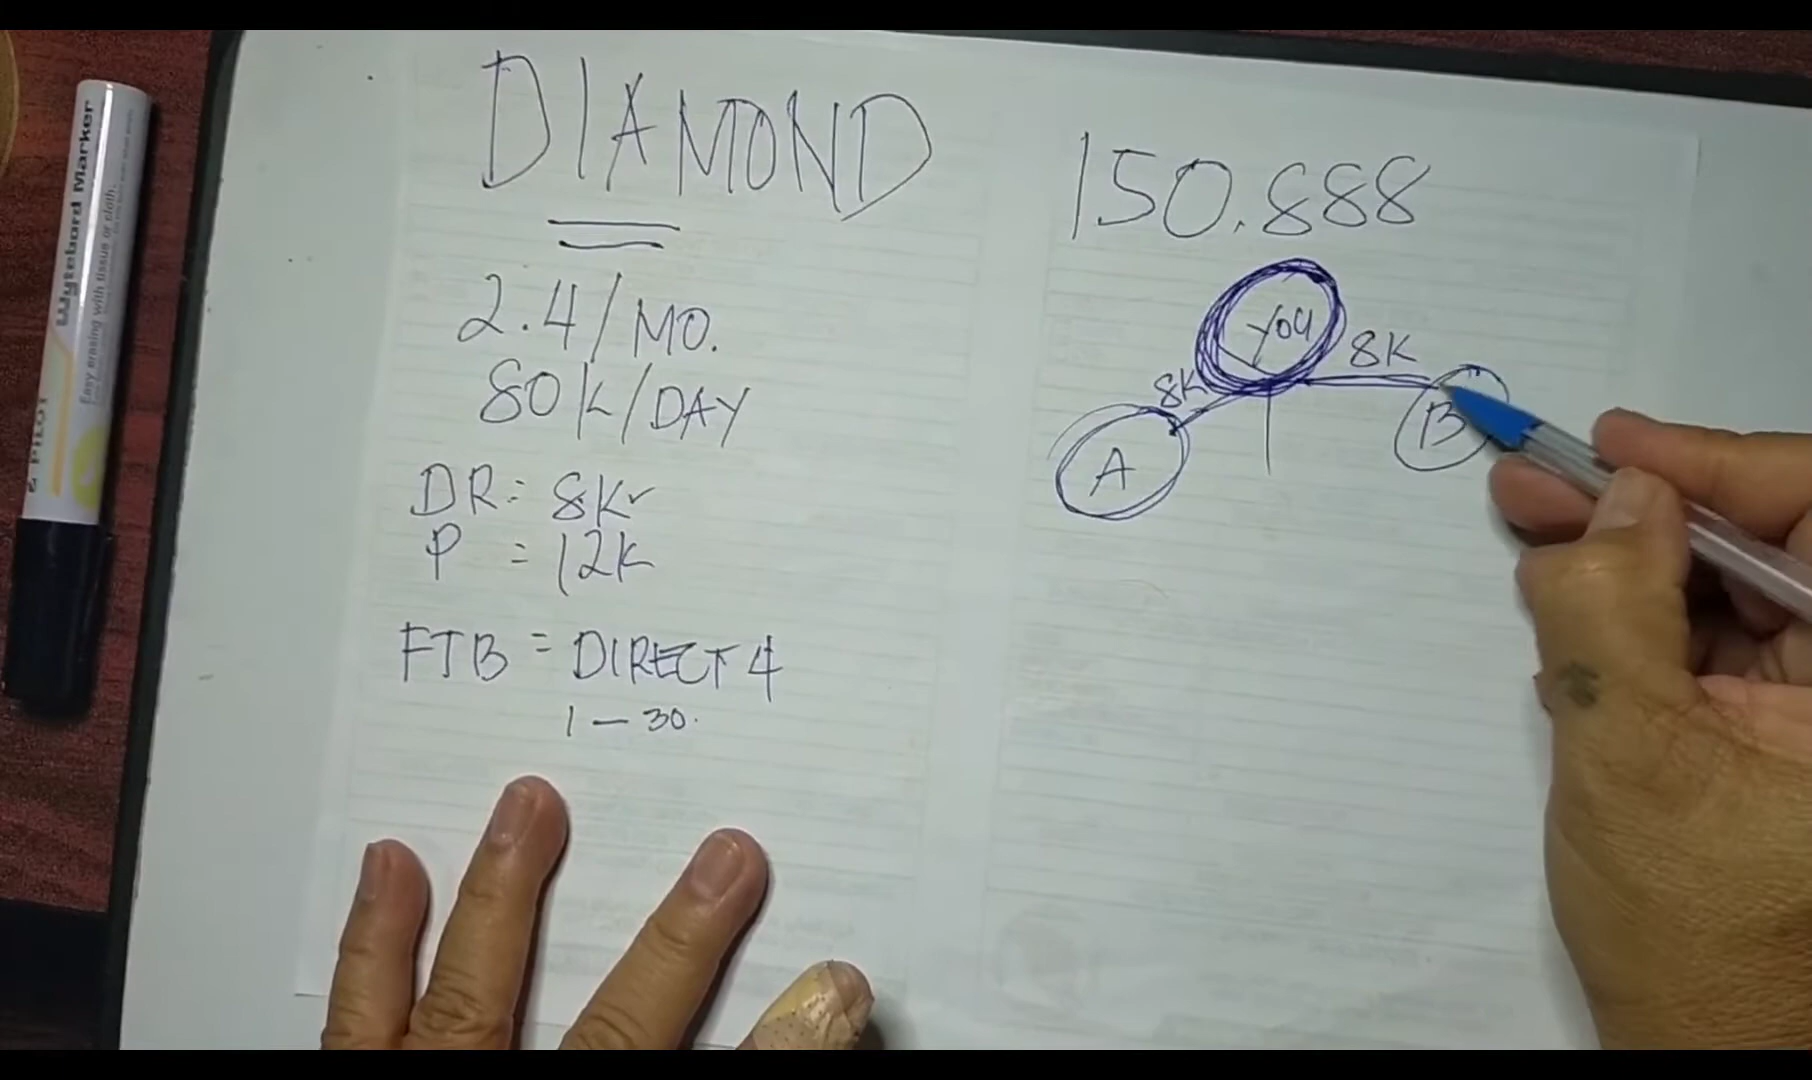 Wytebord Marker
Easy erasing with tissue or cloth.
PILOT
DIAMOND
2.4/MO.
80K/DAY
DR = 8K
P = 12K
FTB = DIRECT 4
1 — 30.
150.888
YOU
8K
8K
A
B